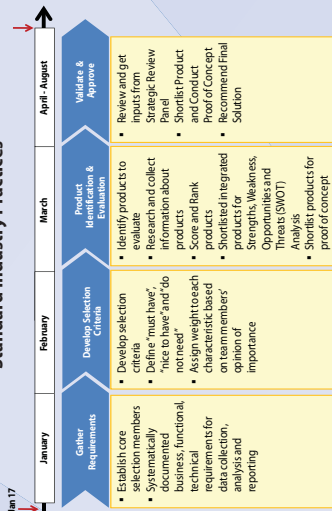 Standard Industry Practices
Jan 17
January
February
March
April - August
Gather
Requirements
Develop Selection
Criteria
Product
Identification &
Evaluation
Validate &
Approve
▪ Establish core
selection members
▪ Systematically
documented
business, functional,
technical
requirements for
data collection,
analysis and
reporting
▪ Develop selection
criteria
▪ Define "must have",
"nice to have" and "do
not need"
▪ Assign weight to each
characteristic based
on team members'
opinion of
importance
▪ Identify products to
evaluate
▪ Research and collect
information about
products
▪ Score and Rank
products
▪ Shortlisted integrated
products for
Strengths, Weakness,
Opportunities and
Threats (SWOT)
Analysis
▪ Shortlist products for
proof of concept
▪ Review and get
inputs from
Strategic Review
Panel
▪ Shortlist Product
and Conduct
Proof of Concept
▪ Recommend Final
Solution